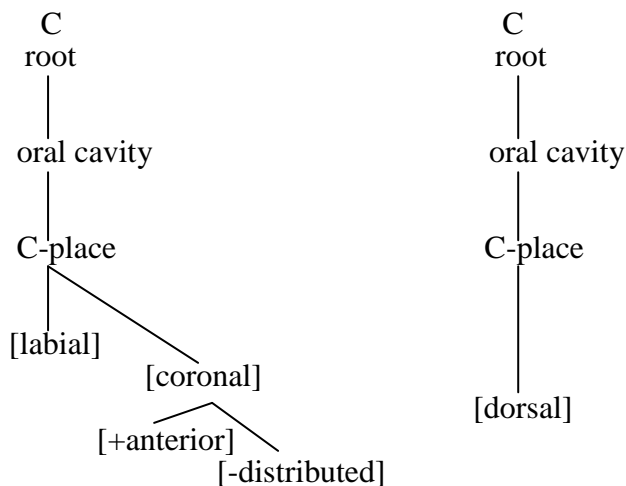 C C
root root
oral cavity oral cavity
C-place C-place
[labial]
[coronal]
[dorsal]
[+anterior]
[-distributed]